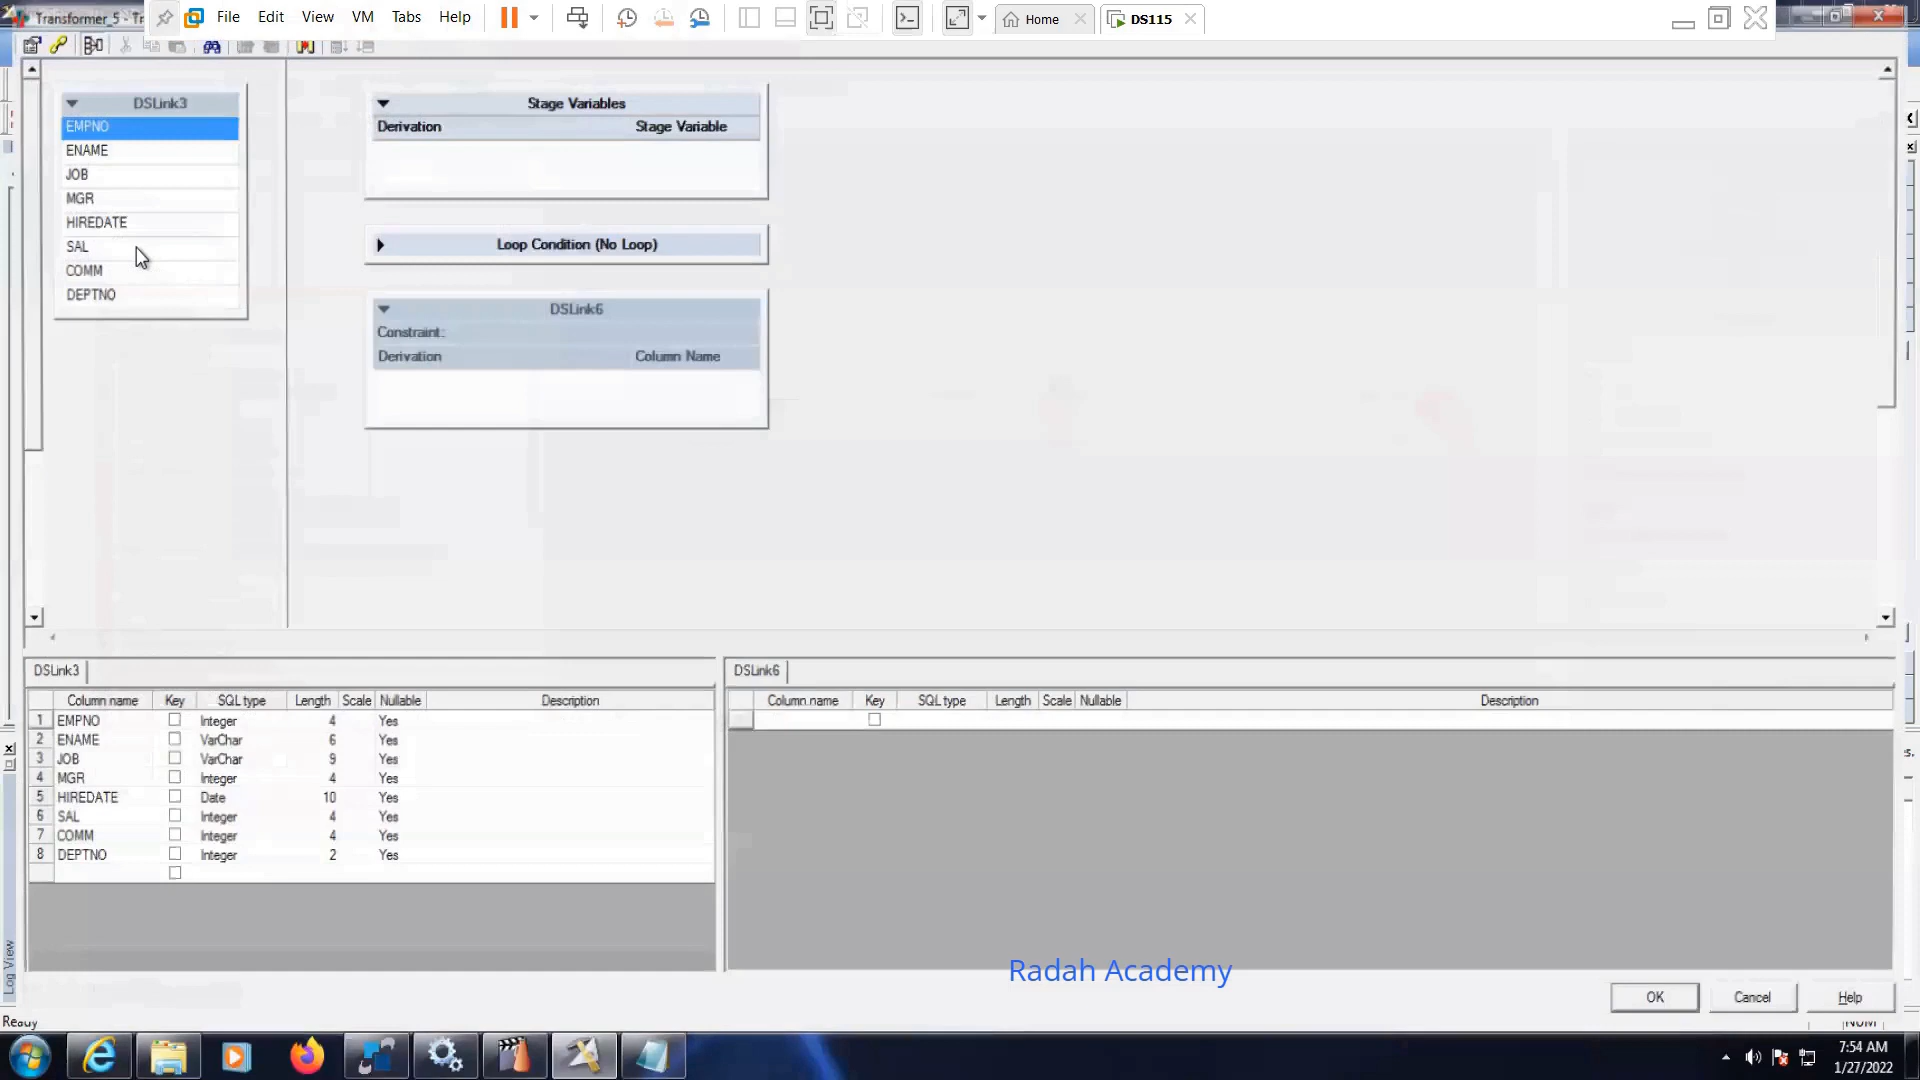 Transformer_5 - Tr
File Edit View VM Tabs Help
Home
DS115
DSLink3
EMPNO
ENAME
JOB
MGR
HIREDATE
SAL
COMM
DEPTNO
Stage Variables
Derivation Stage Variable
Loop Condition (No Loop)
DSLink6
Constraint:
Derivation Column Name
DSLink3
Column name Key SQL type Length Scale Nullable Description
1 EMPNO Integer 4 Yes
2 ENAME VarChar 6 Yes
3 JOB VarChar 9 Yes
4 MGR Integer 4 Yes
5 HIREDATE Date 10 Yes
6 SAL Integer 4 Yes
7 COMM Integer 4 Yes
8 DEPTNO Integer 2 Yes
DSLink6
Column name Key SQL type Length Scale Nullable Description
Log View
Radah Academy
OK Cancel Help
Ready
NUM
7:54 AM
1/27/2022